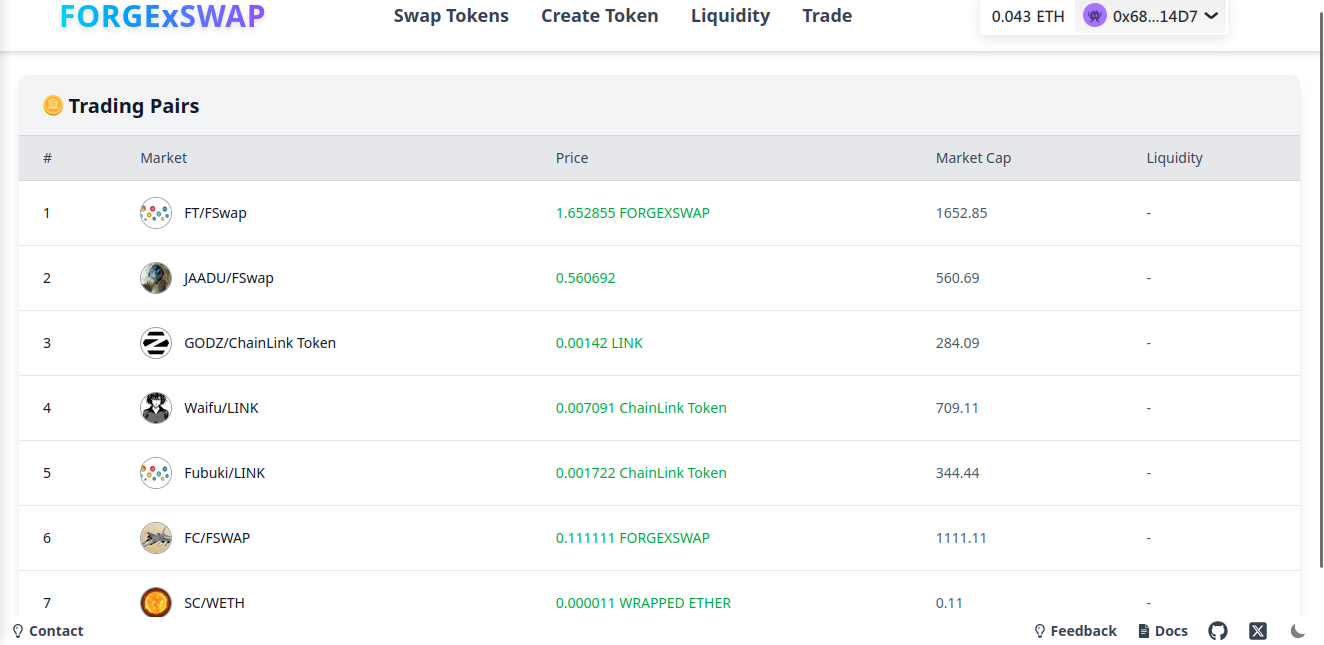 FORGExSWAP Swap Tokens Create Token Liquidity Trade 0.043 ETH 0x68...14D7
Trading Pairs
# Market Price Market Cap Liquidity
1 FT/FSwap 1.652855 FORGEXSWAP 1652.85 -
2 JAADU/FSwap 0.560692 560.69 -
3 GODZ/ChainLink Token 0.00142 LINK 284.09 -
4 Waifu/LINK 0.007091 ChainLink Token 709.11 -
5 Fubuki/LINK 0.001722 ChainLink Token 344.44 -
6 FC/FSWAP 0.111111 FORGEXSWAP 1111.11 -
7 SC/WETH 0.000011 WRAPPED ETHER 0.11 -
Contact Feedback Docs